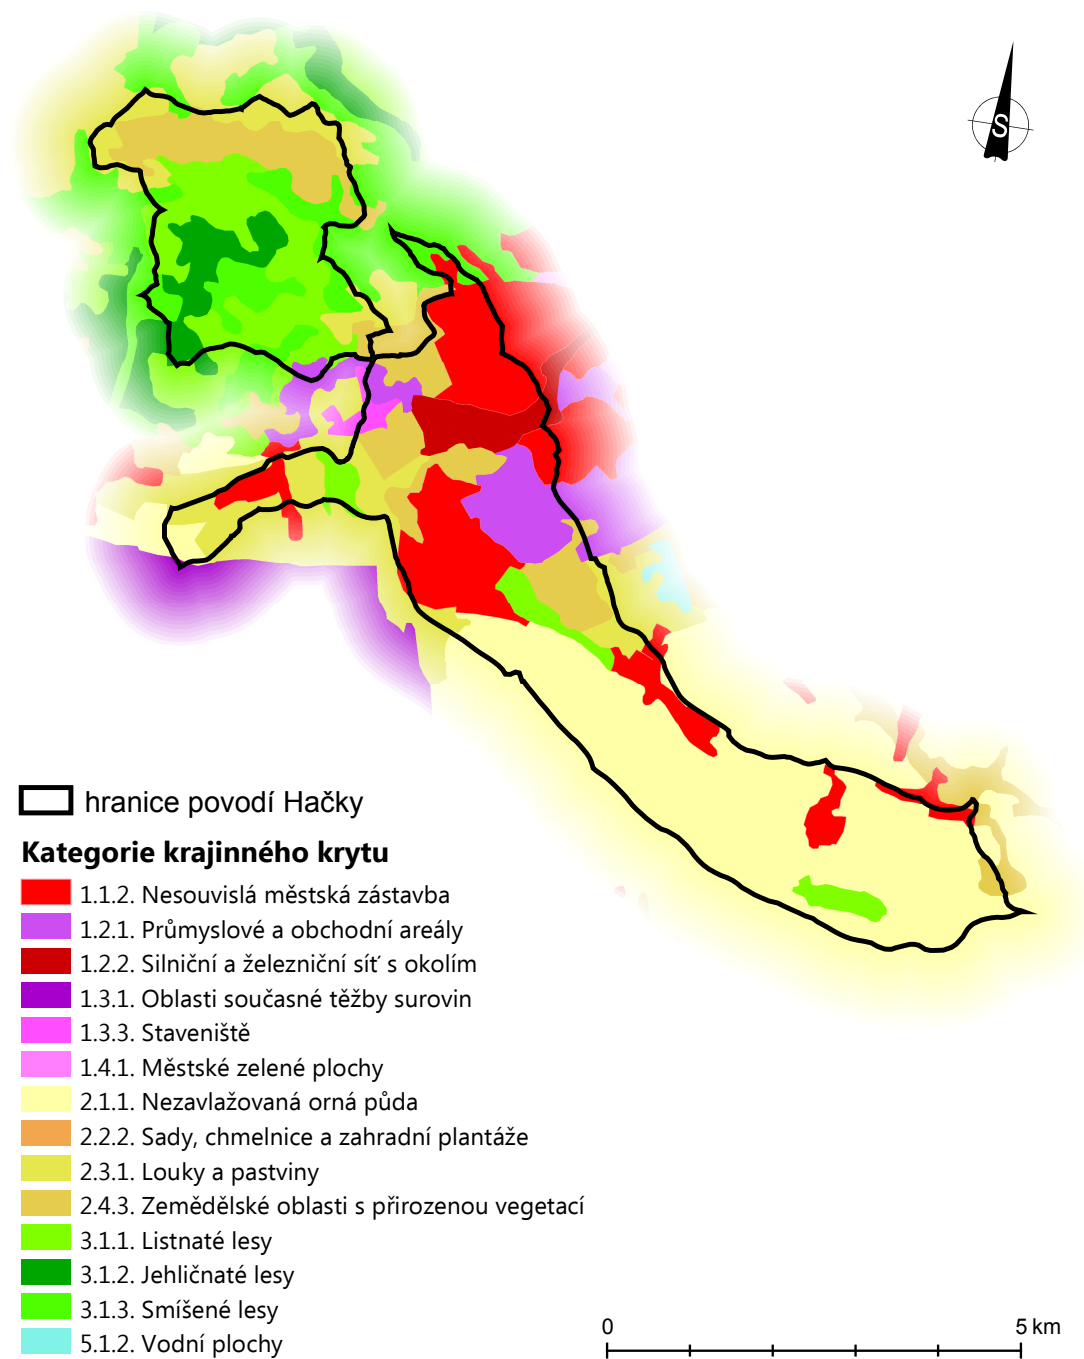 S
hranice povodí Hačky
Kategorie krajinného krytu
1.1.2. Nesouvislá městská zástavba
1.2.1. Průmyslové a obchodní areály
1.2.2. Silniční a železniční síť s okolím
1.3.1. Oblasti současné těžby surovin
1.3.3. Staveniště
1.4.1. Městské zelené plochy
2.1.1. Nezavlažovaná orná půda
2.2.2. Sady, chmelnice a zahradní plantáže
2.3.1. Louky a pastviny
2.4.3. Zemědělské oblasti s přirozenou vegetací
3.1.1. Listnaté lesy
3.1.2. Jehličnaté lesy
3.1.3. Smíšené lesy
5.1.2. Vodní plochy
0 5 km